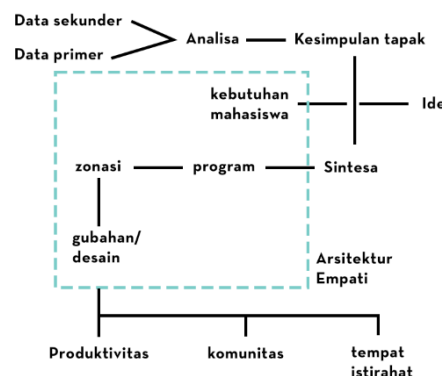 Data sekunder
Data primer
Analisa
Kesimpulan tapak
kebutuhan
mahasiswa
Ide
zonasi
program
Sintesa
gubahan/
desain
Arsitektur
Empati
Produktivitas
komunitas
tempat
istirahat